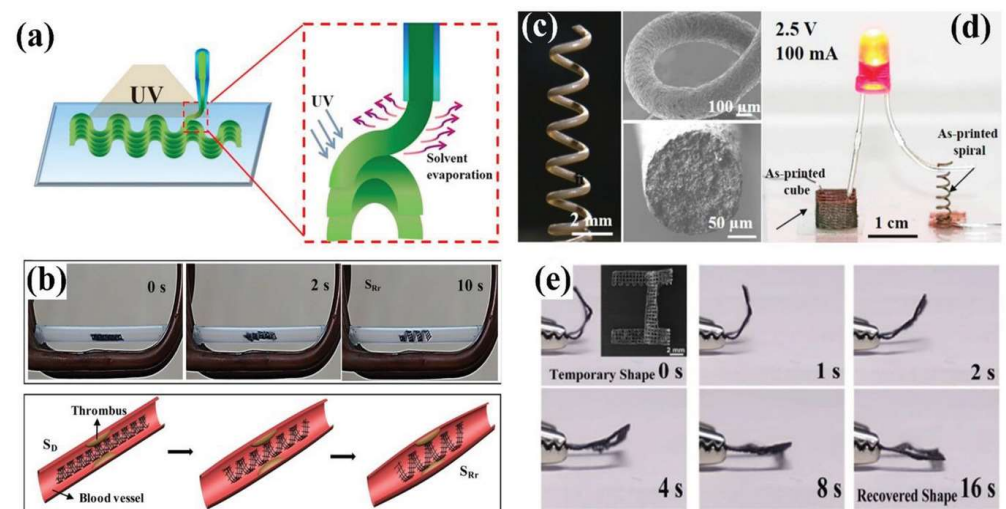 (a)
UV
UV
Solvent
evaporation
(b)
0 s
2 s
S_Rr
10 s
Thrombus
S_D
Blood vessel
S_Rr
(c)
2 mm
100 µm
50 µm
2.5 V
100 mA
(d)
As-printed
cube
As-printed
spiral
1 cm
(e)
2 mm
Temporary Shape 0 s
1 s
2 s
4 s
8 s
Recovered Shape 16 s